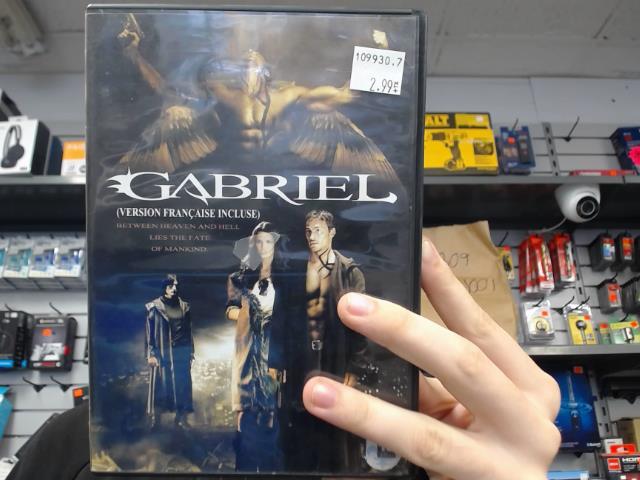 109930.7
2.99$
GABRIEL
(VERSION FRANÇAISE INCLUSE)
BETWEEN HEAVEN AND HELL
LIES THE FATE
OF MANKIND.